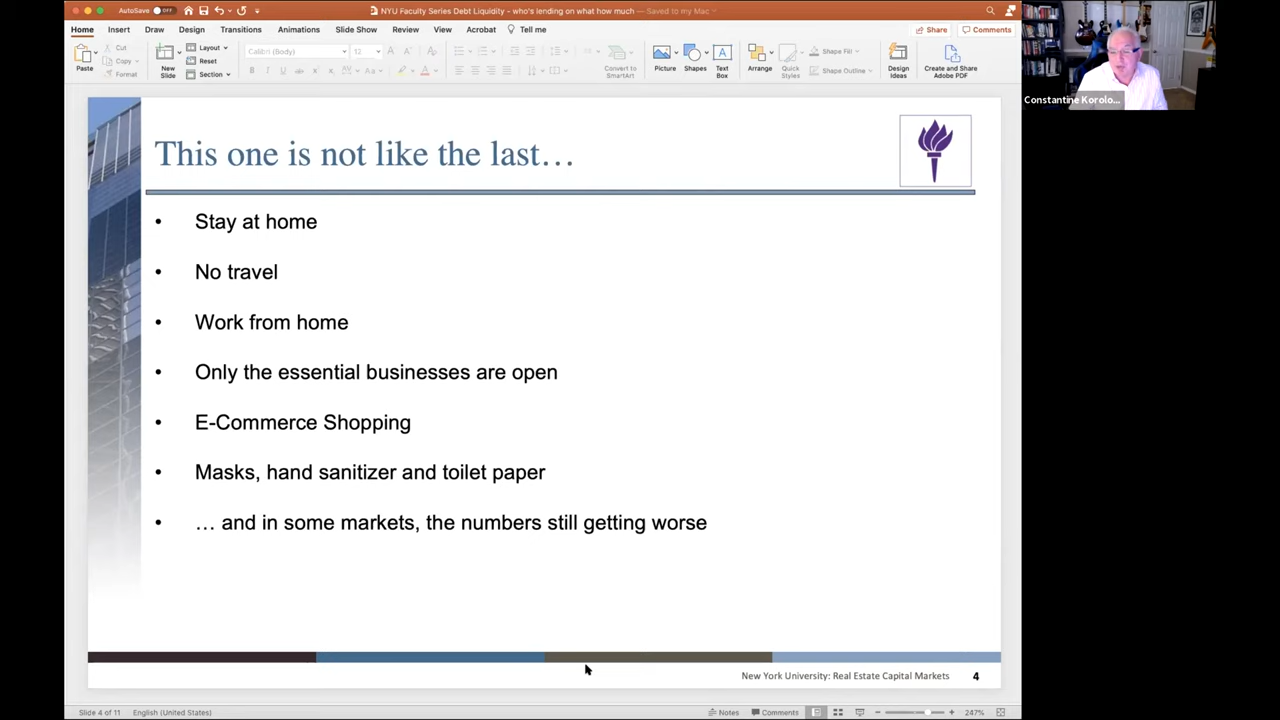 AutoSave OFF
NYU Faculty Series Debt Liquidity - who's lending on what how much — Saved to my Mac
Home Insert Draw Design Transitions Animations Slide Show Review View Acrobat Tell me Share Comments
Paste Cut Copy Format New Slide Layout Reset Section Calibri (Body) 12 Convert to SmartArt Picture Shapes Text Box Arrange Quick Styles Shape Fill Shape Outline Design Ideas Create and Share Adobe PDF
Constantine Korolo...
This one is not like the last…
• Stay at home
• No travel
• Work from home
• Only the essential businesses are open
• E-Commerce Shopping
• Masks, hand sanitizer and toilet paper
• … and in some markets, the numbers still getting worse
New York University: Real Estate Capital Markets 4
Slide 4 of 11 English (United States) Notes Comments 247%